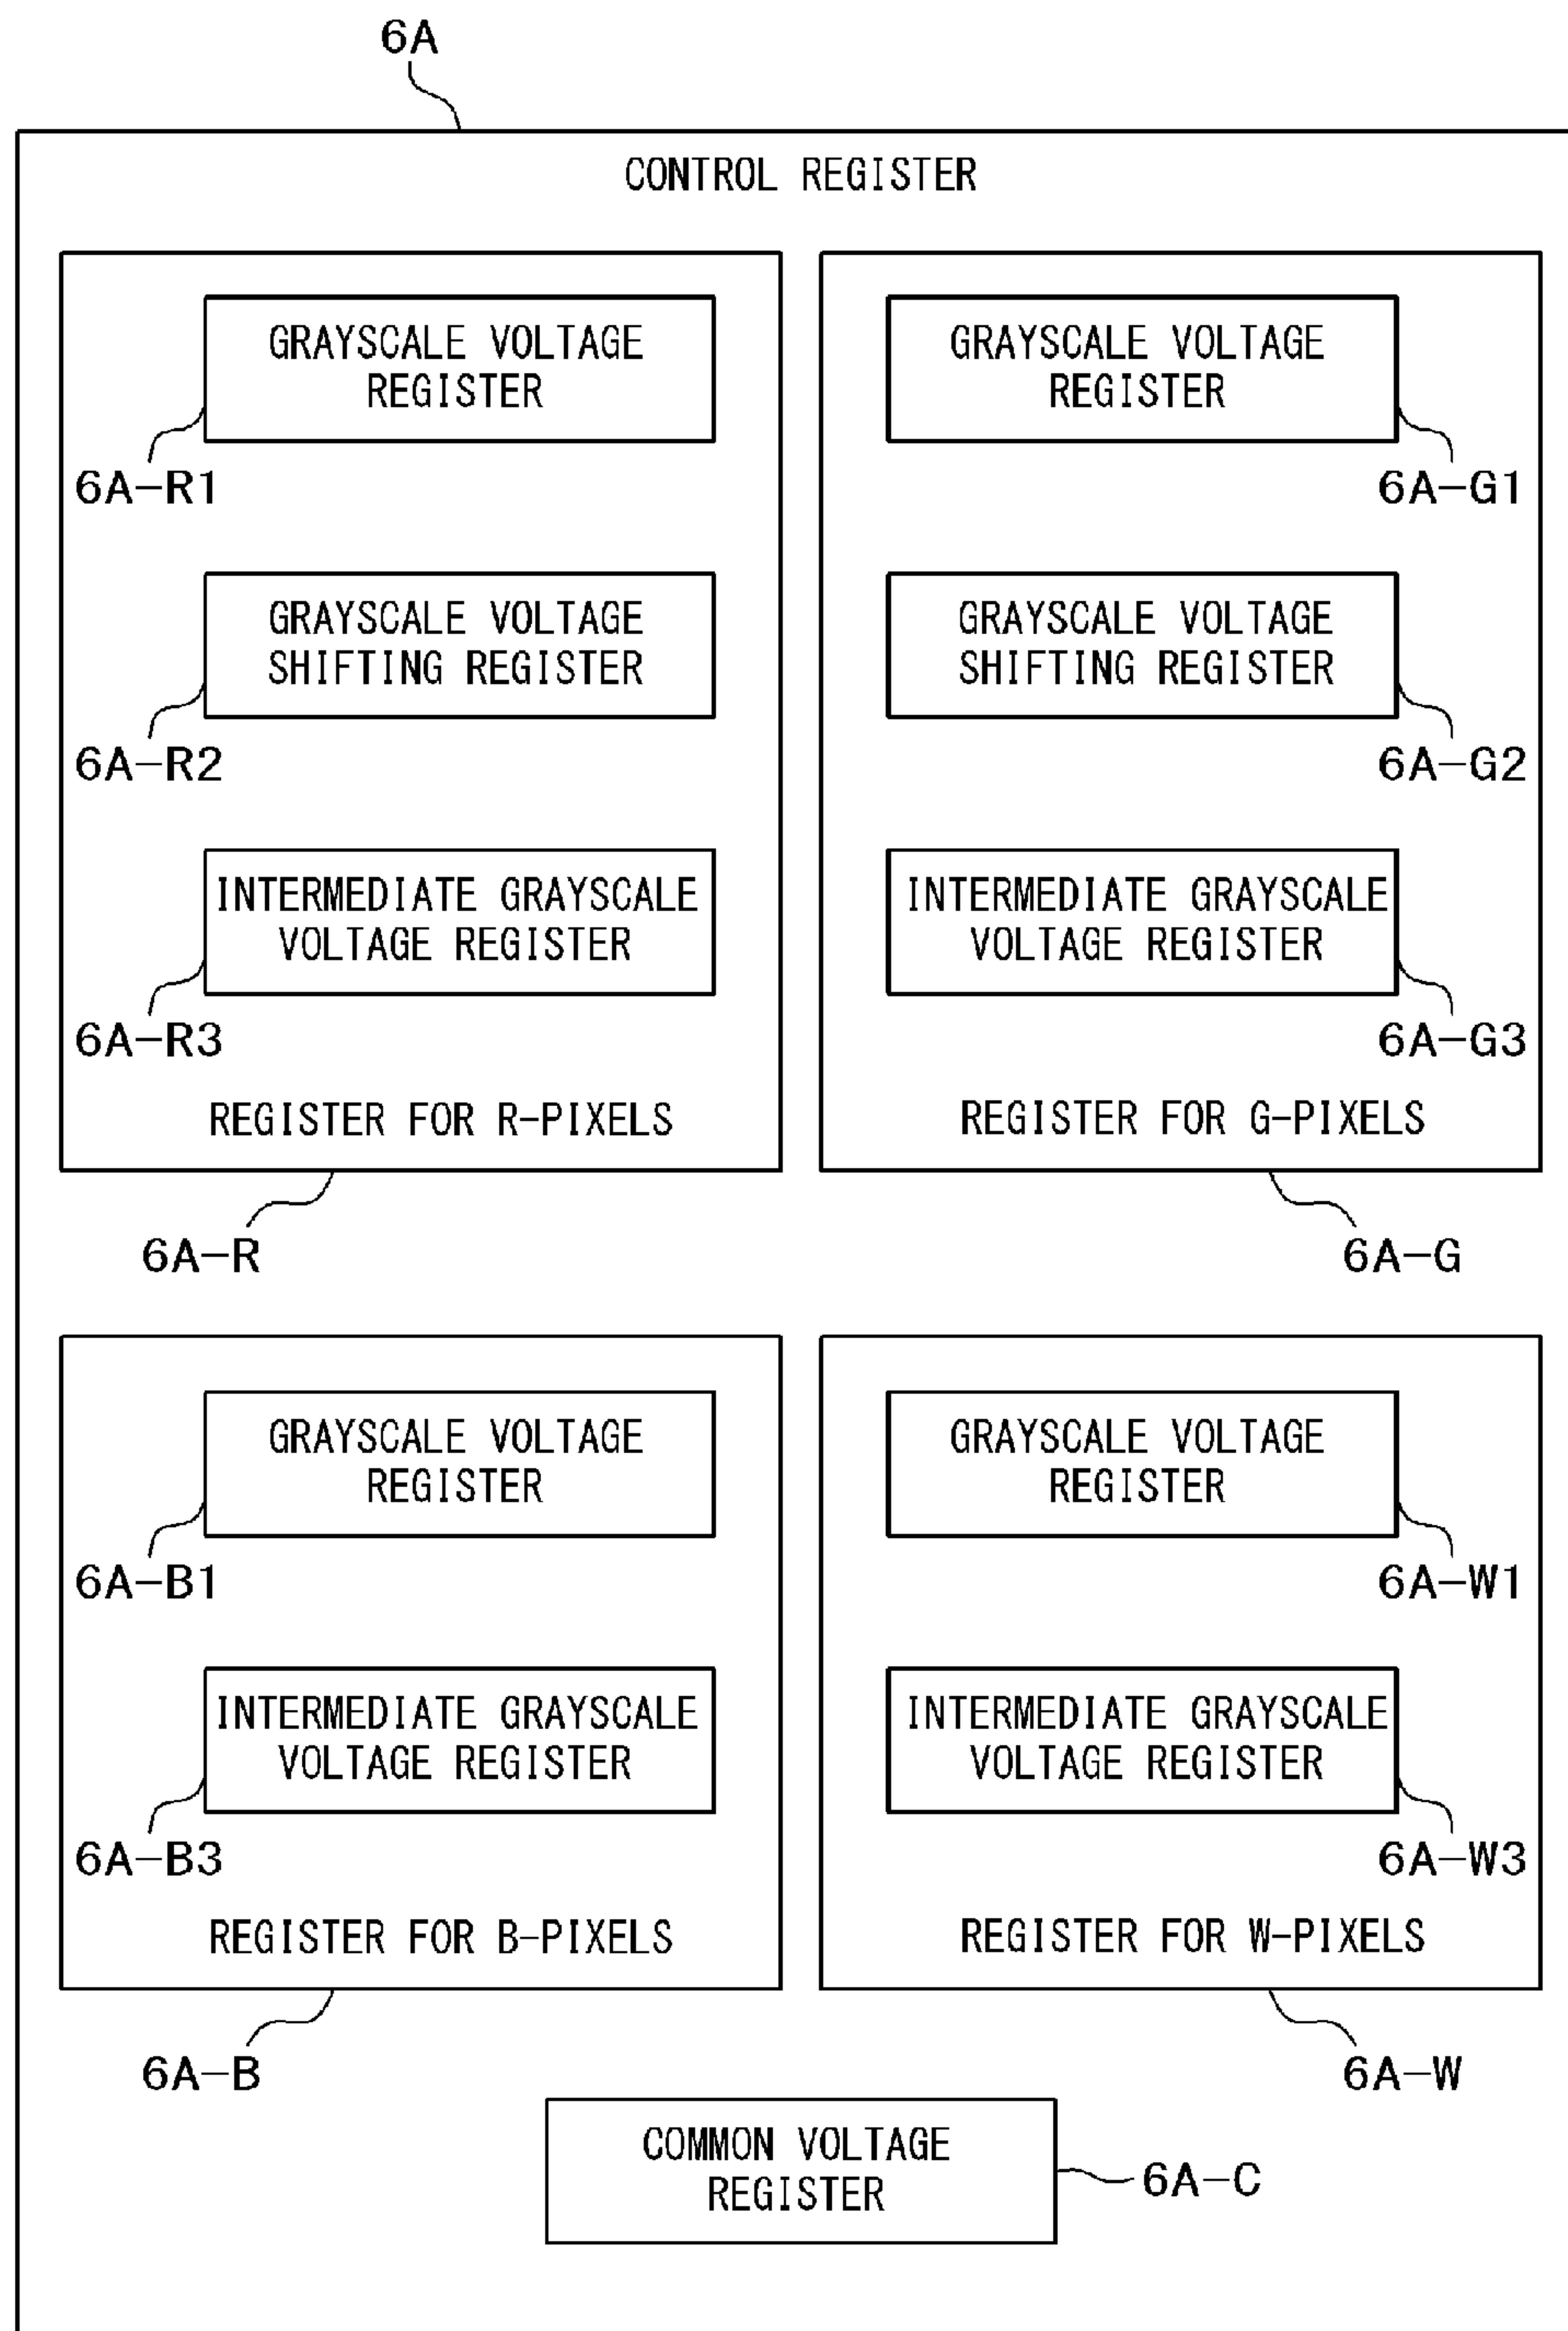 6A
CONTROL REGISTER
GRAYSCALE VOLTAGE
REGISTER
6A-R1
GRAYSCALE VOLTAGE
SHIFTING REGISTER
6A-R2
INTERMEDIATE GRAYSCALE
VOLTAGE REGISTER
6A-R3
REGISTER FOR R-PIXELS
6A-R
GRAYSCALE VOLTAGE
REGISTER
6A-G1
GRAYSCALE VOLTAGE
SHIFTING REGISTER
6A-G2
INTERMEDIATE GRAYSCALE
VOLTAGE REGISTER
6A-G3
REGISTER FOR G-PIXELS
6A-G
GRAYSCALE VOLTAGE
REGISTER
6A-B1
INTERMEDIATE GRAYSCALE
VOLTAGE REGISTER
6A-B3
REGISTER FOR B-PIXELS
6A-B
GRAYSCALE VOLTAGE
REGISTER
6A-W1
INTERMEDIATE GRAYSCALE
VOLTAGE REGISTER
6A-W3
REGISTER FOR W-PIXELS
6A-W
COMMON VOLTAGE
REGISTER
6A-C